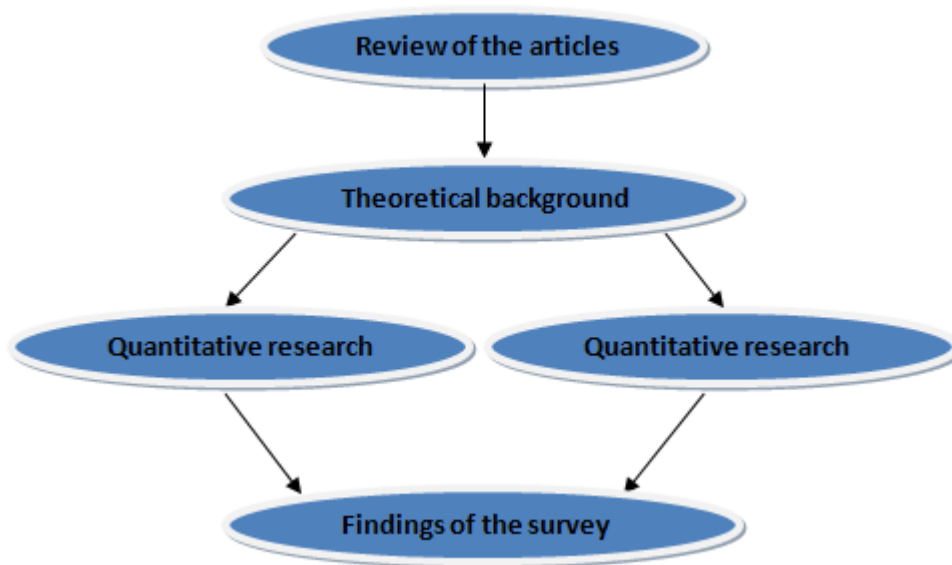 Review of the articles
Theoretical background
Quantitative research
Quantitative research
Findings of the survey